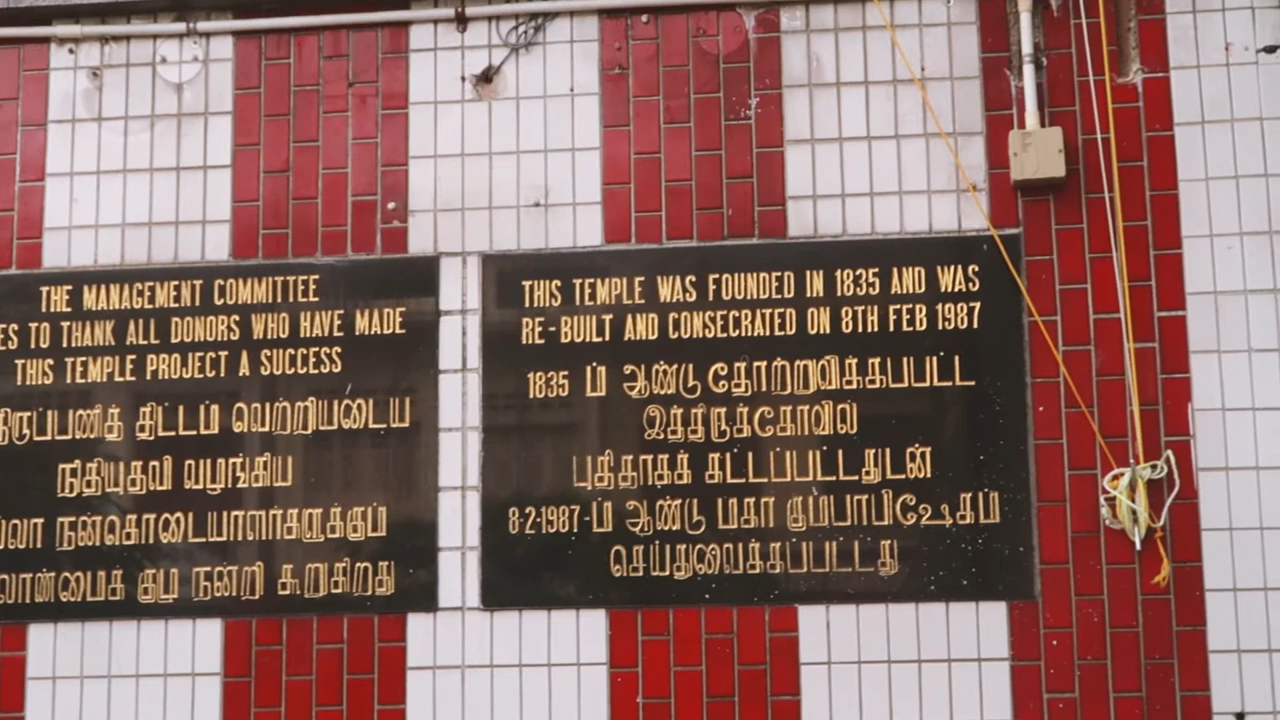 THE MANAGEMENT COMMITTEE
TO THANK ALL DONORS WHO HAVE MADE
THIS TEMPLE PROJECT A SUCCESS
திட்டம் வெற்றியடைய
நிதியுதவி வழங்கிய
நன்கொடையாளர்களுக்கும்
குழு நன்றி கூறுகிறது
THIS TEMPLE WAS FOUNDED IN 1835 AND WAS
RE-BUILT AND CONSECRATED ON 8TH FEB 1987
1835 ம் ஆண்டு தோற்றுவிக்கபபட்ட
இத்திருக்கோவில்
புதிதாகக் கட்டப்பட்டதுடன்
8-2-1987-ம் ஆண்டு மகா கும்பாபிஷேகம்
செய்துவைக்கப்பட்டது